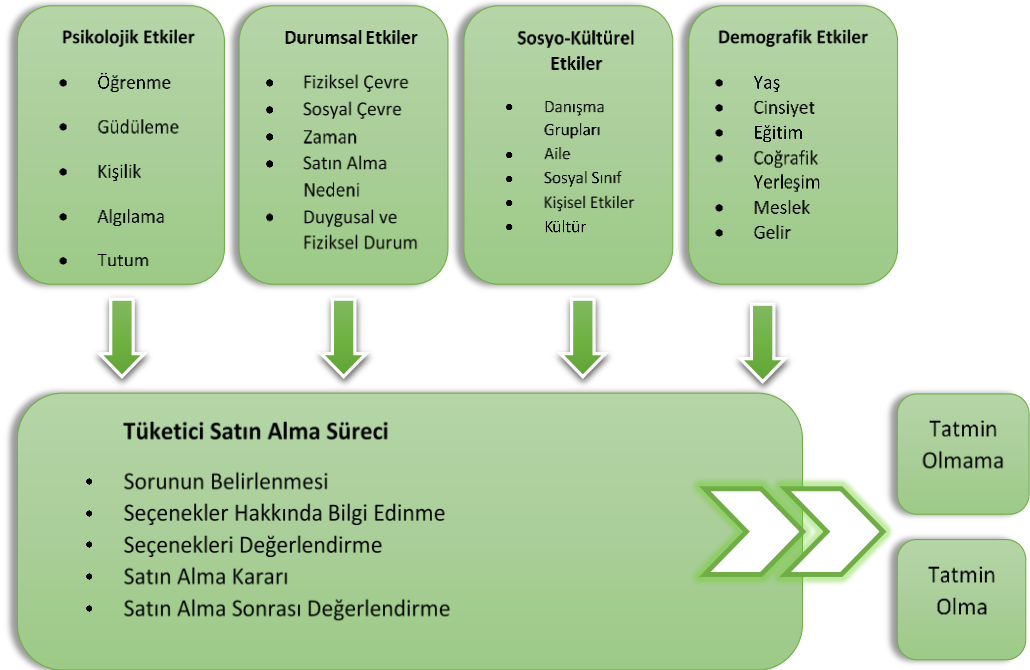 Psikolojik Etkiler
• Öğrenme
• Güdüleme
• Kişilik
• Algılama
• Tutum
Durumsal Etkiler
• Fiziksel Çevre
• Sosyal Çevre
• Zaman
• Satın Alma
Nedeni
• Duygusal ve
Fiziksel Durum
Sosyo-Kültürel
Etkiler
• Danışma
Grupları
• Aile
• Sosyal Sınıf
• Kişisel Etkiler
• Kültür
Demografik Etkiler
• Yaş
• Cinsiyet
• Eğitim
• Coğrafik
Yerleşim
• Meslek
• Gelir
Tüketici Satın Alma Süreci
• Sorunun Belirlenmesi
• Seçenekler Hakkında Bilgi Edinme
• Seçenekleri Değerlendirme
• Satın Alma Kararı
• Satın Alma Sonrası Değerlendirme
Tatmin
Olmama
Tatmin
Olma